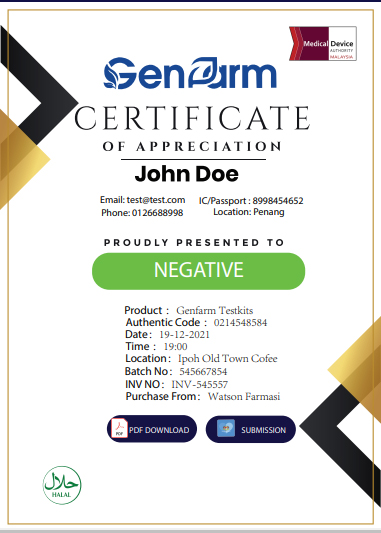 Medical Device
AUTHORITY
MALAYSIA
Genfarm
CERTIFICATE
OF APPRECIATION
John Doe
Email: test@test.com IC/Passport : 8998454652
Phone: 0126688998 Location: Penang
PROUDLY PRESENTED TO
NEGATIVE
Product : Genfarm Testkits
Authentic Code : 0214548584
Date : 19-12-2021
Time : 19:00
Location : Ipoh Old Town Cofee
Batch No : 545667854
INV NO : INV-545557
Purchase From : Watson Farmasi
PDF PDF DOWNLOAD SUBMISSION
حلال
HALAL